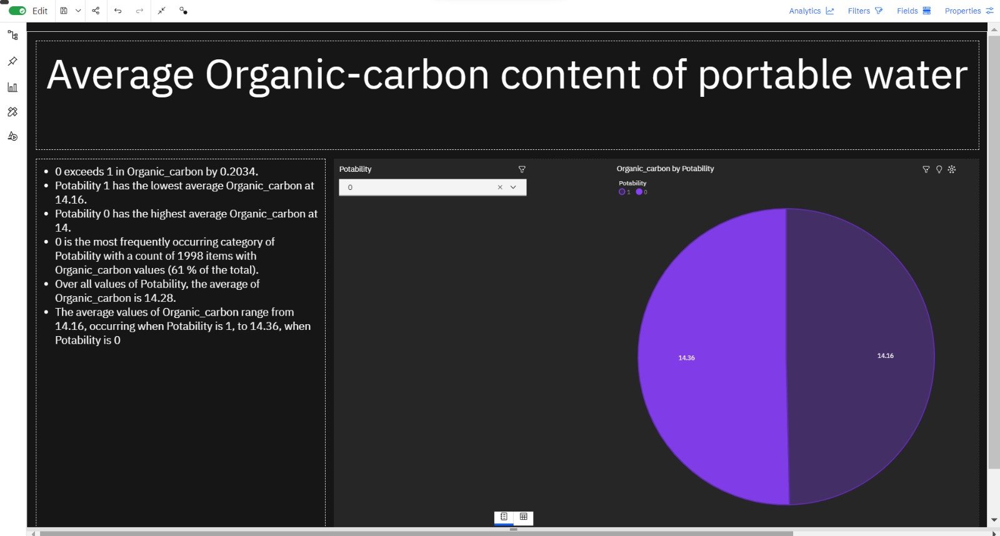 Edit
Analytics Filters Fields Properties
Average Organic-carbon content of portable water
0 exceeds 1 in Organic_carbon by 0.2034.
Potability 1 has the lowest average Organic_carbon at
14.16.
Potability 0 has the highest average Organic_carbon at
14.
0 is the most frequently occurring category of
Potability with a count of 1998 items with
Organic_carbon values (61 % of the total).
Over all values of Potability, the average of
Organic_carbon is 14.28.
The average values of Organic_carbon range from
14.16, occurring when Potability is 1, to 14.36, when
Potability is 0
Potability
0
Organic_carbon by Potability
Potability
1 0
14.36
14.16